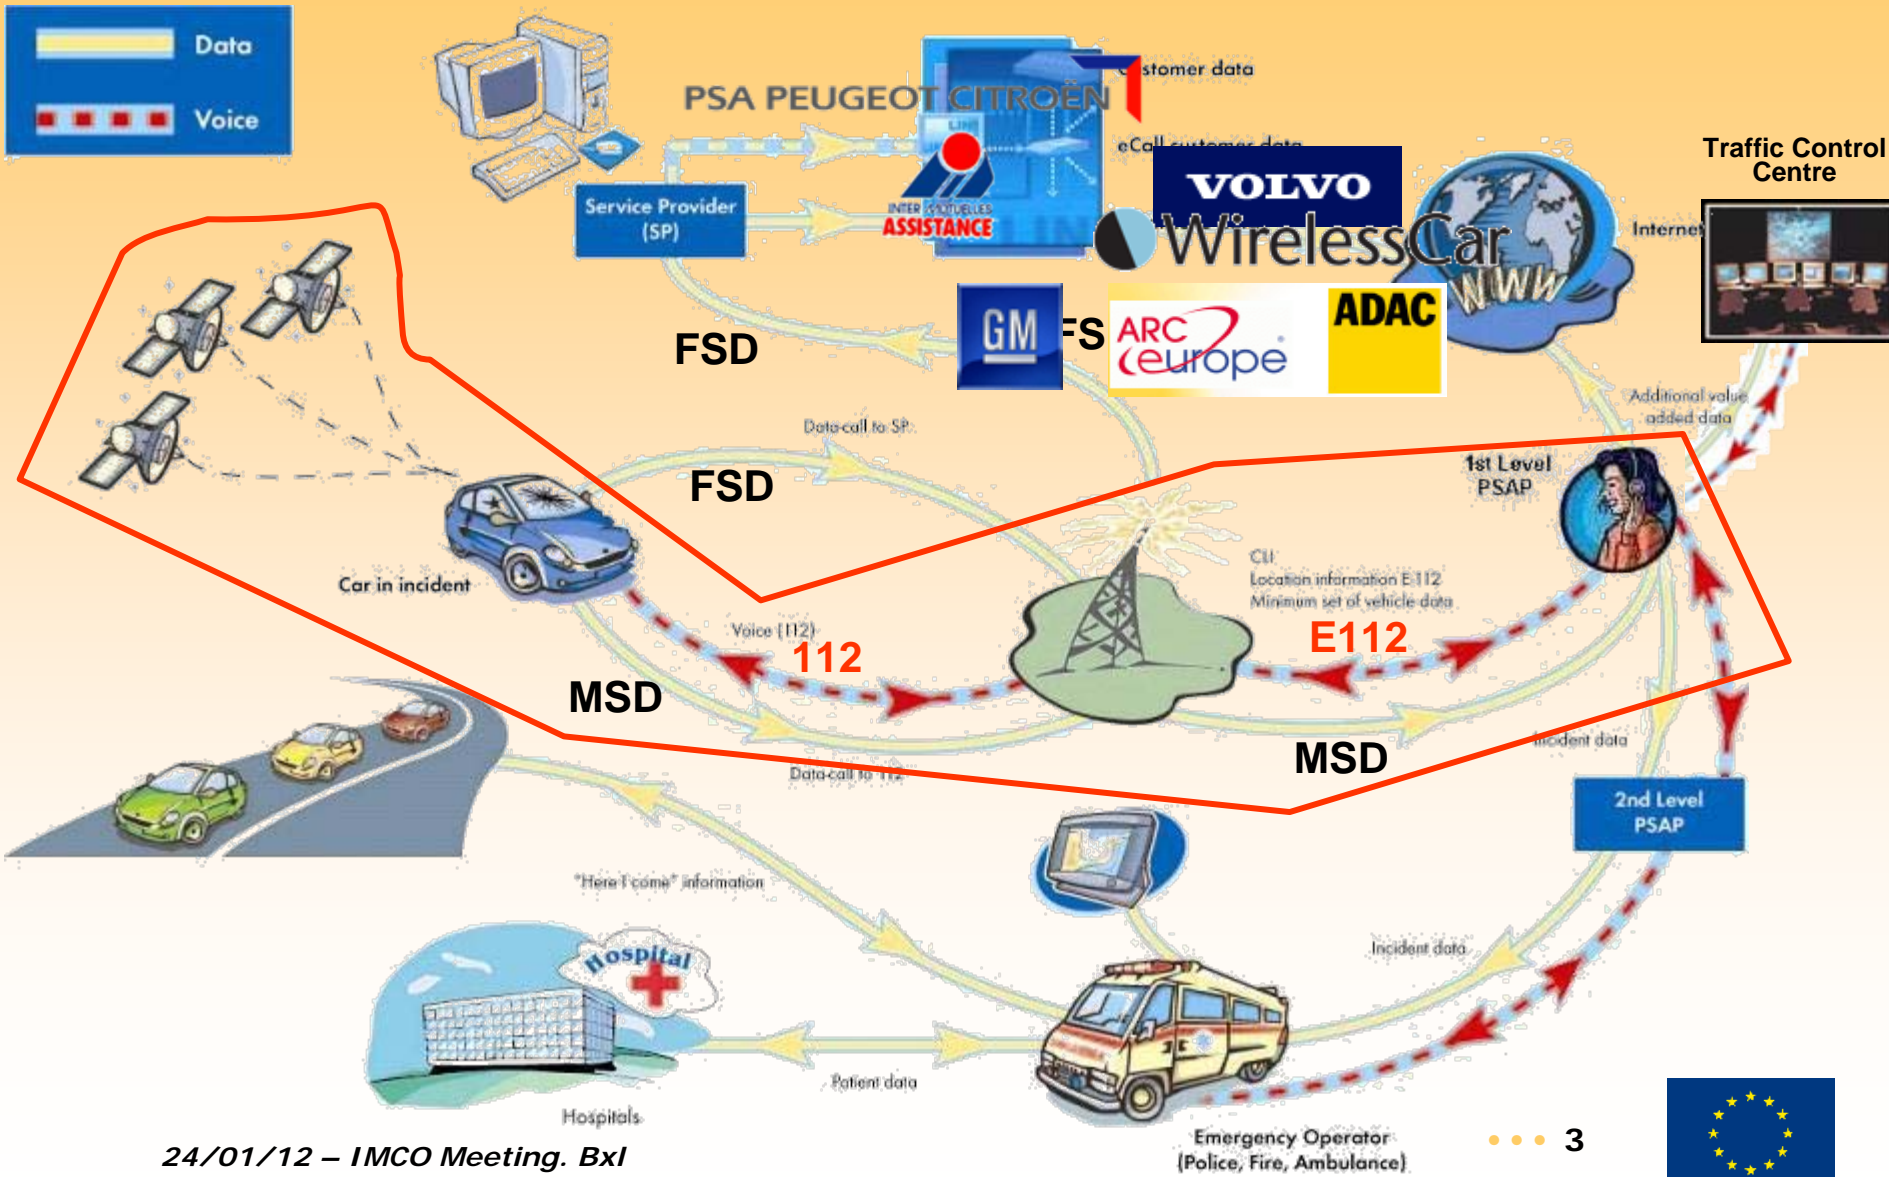 Data
Voice
PSA PEUGEOT CITROËN
stomer data
eCall customer data
LINE
INTER MUTUELLES
ASSISTANCE
Service Provider
(SP)
VOLVO
WirelessCar
WWW
Internet
Traffic Control
Centre
GM
FS
ARC
europe
ADAC
FSD
Data-call to SP
FSD
Additional value
added data
1st Level
PSAP
Car in incident
CLI
Location information E-112
Minimum set of vehicle data
E112
Voice (112)
112
MSD
MSD
Data-call to 112
Incident data
2nd Level
PSAP
"Here I come" information
Incident data
Hospital
Patient data
Hospitals
Emergency Operator
(Police, Fire, Ambulance)
24/01/12 – IMCO Meeting. Bxl
3